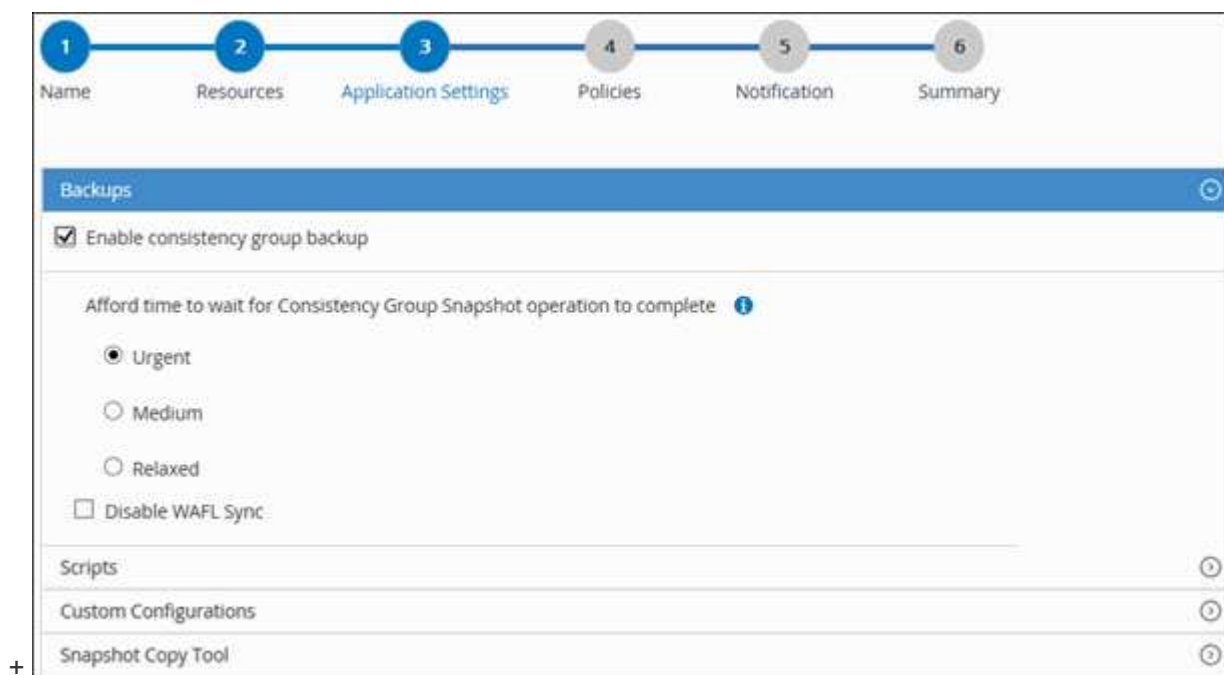 1 2 3 4 5 6
Name Resources Application Settings Policies Notification Summary
Backups
Enable consistency group backup
Afford time to wait for Consistency Group Snapshot operation to complete
Urgent
Medium
Relaxed
Disable WAFL Sync
Scripts
Custom Configurations
Snapshot Copy Tool
+